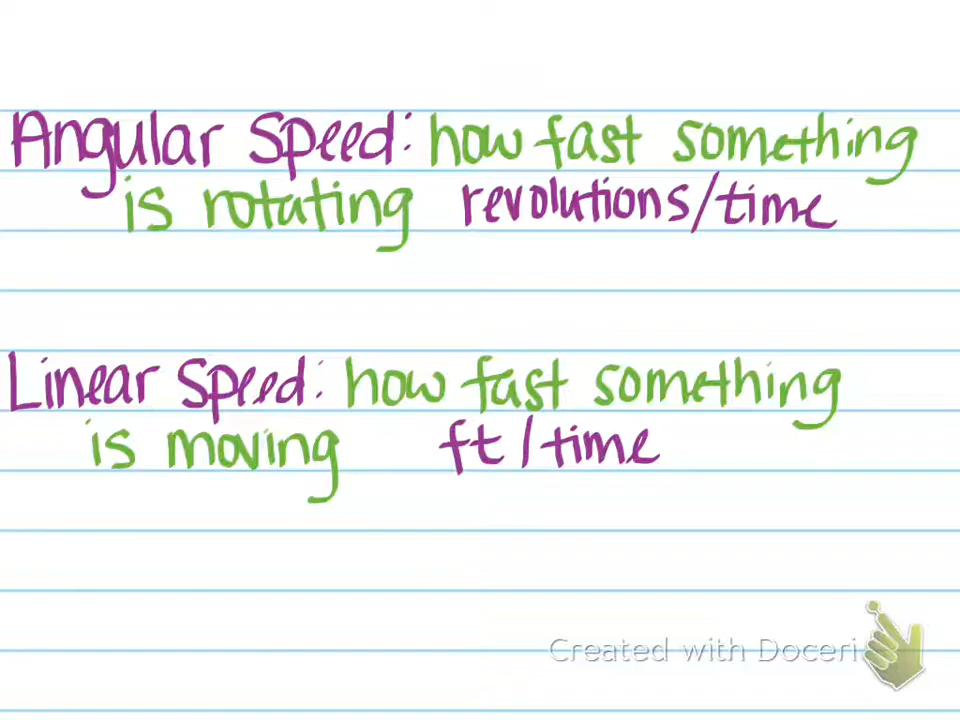 Angular Speed: how fast something
is rotating revolutions/time
Linear Speed: how fast something
is moving ft/time
Created with Doceri